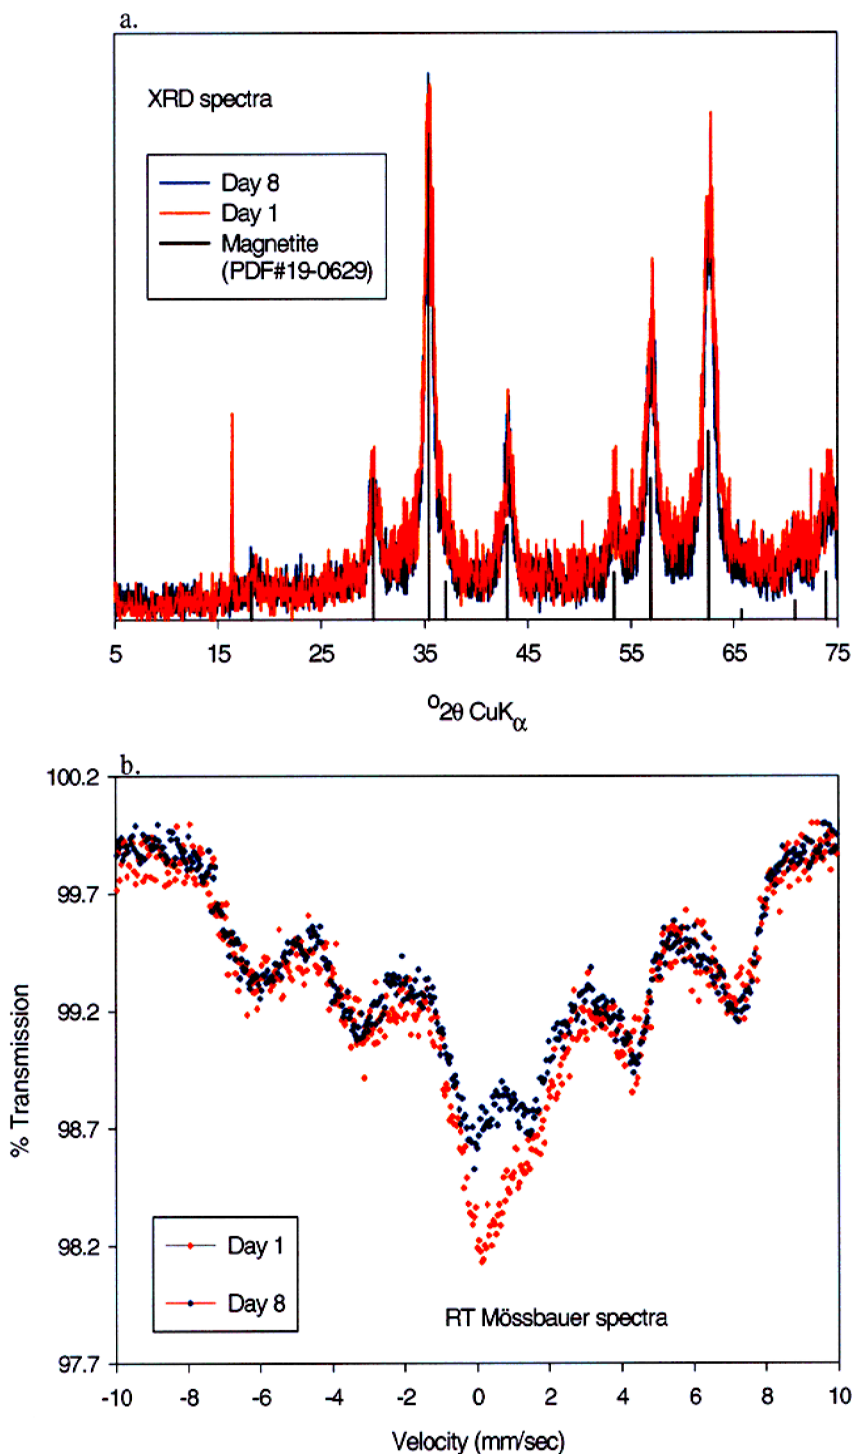 a.
XRD spectra
Day 8
Day 1
Magnetite
(PDF#19-0629)
5 15 25 35 45 55 65 75
º2θ CuKα
b.
100.2
99.7
99.2
98.7
98.2
97.7
% Transmission
Day 1
Day 8
RT Mössbauer spectra
-10 -8 -6 -4 -2 0 2 4 6 8 10
Velocity (mm/sec)